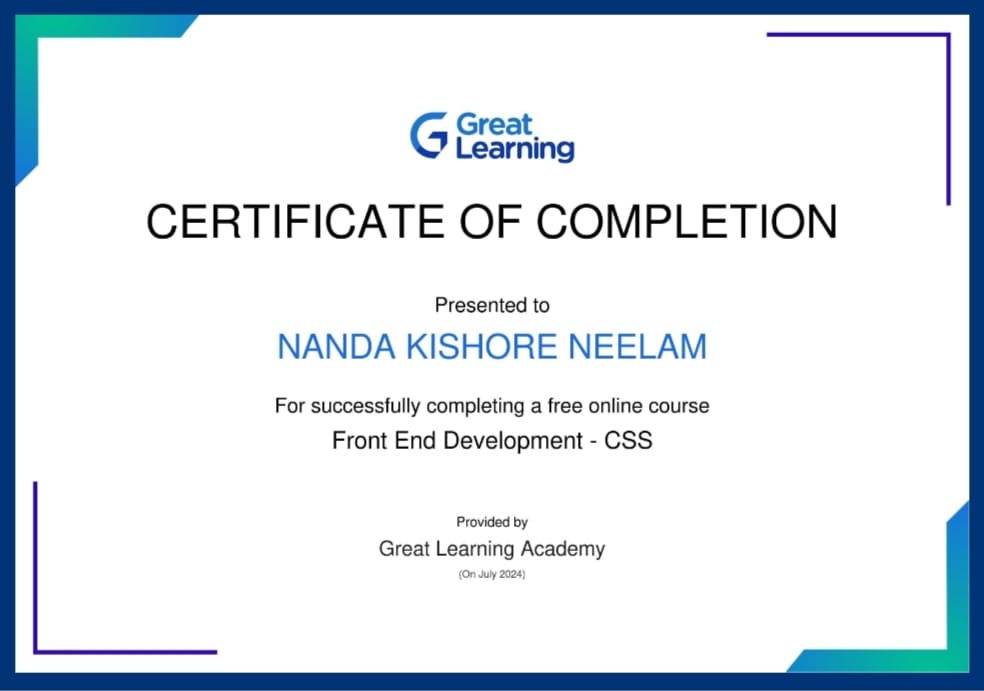 Great
Learning
CERTIFICATE OF COMPLETION
Presented to
NANDA KISHORE NEELAM
For successfully completing a free online course
Front End Development - CSS
Provided by
Great Learning Academy
(On July 2024)